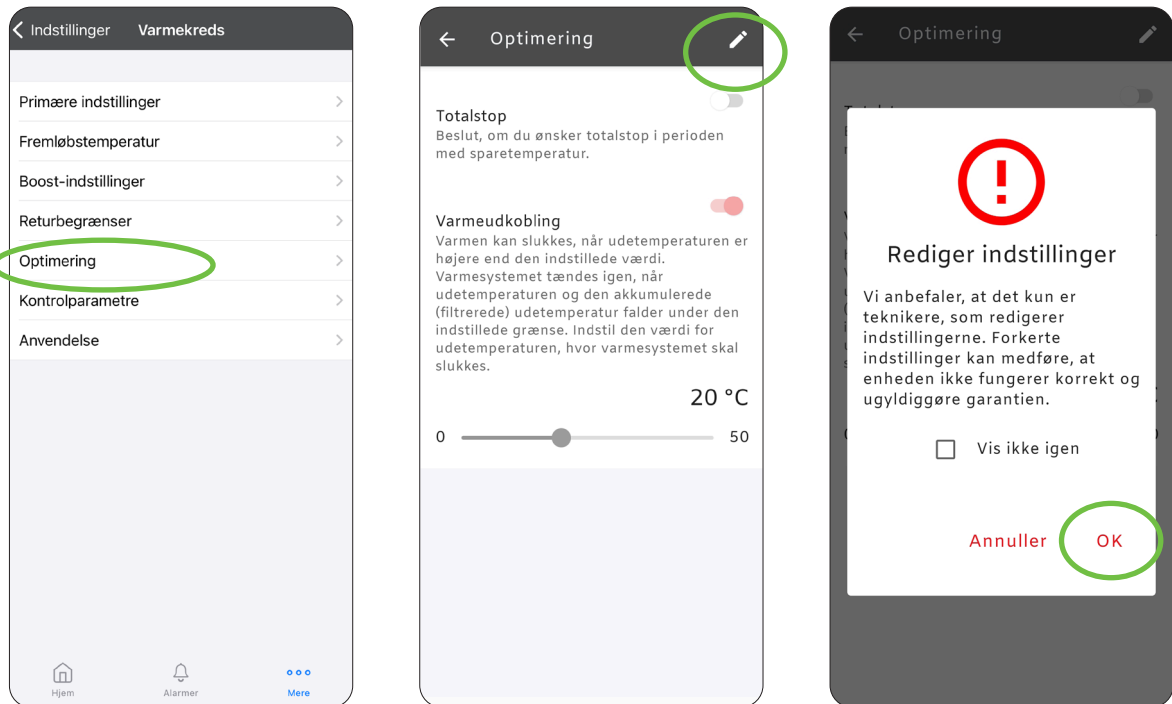 Indstillinger Varmekreds
Primære indstillinger
Fremløbstemperatur
Boost-indstillinger
Returbegrænser
Optimering
Kontrolparametre
Anvendelse
Hjem Alarmer Mere
Optimering
Totalstop
Beslut, om du ønsker totalstop i perioden
med sparetemperatur.
Varmeudkobling
Varmen kan slukkes, når udetemperaturen er
højere end den indstillede værdi.
Varmesystemet tændes igen, når
udetemperaturen og den akkumulerede
(filtrerede) udetemperatur falder under den
indstillede grænse. Indstil den værdi for
udetemperaturen, hvor varmesystemet skal
slukkes.
20 °C
0 50
Optimering
Rediger indstillinger
Vi anbefaler, at det kun er
teknikere, som redigerer
indstillingerne. Forkerte
indstillinger kan medføre, at
enheden ikke fungerer korrekt og
ugyldiggøre garantien.
Vis ikke igen
Annuller OK